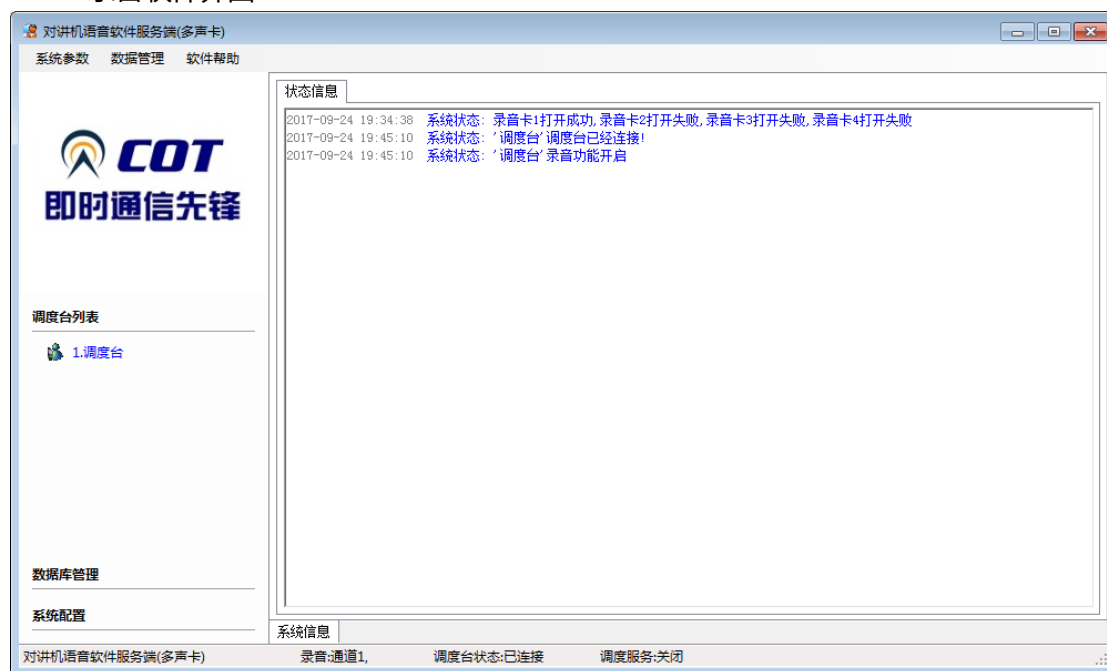 对讲机语音软件服务端(多声卡)
系统参数 数据管理 软件帮助
COT
即时通信先锋
调度台列表
1.调度台
数据库管理
系统配置
状态信息
2017-09-24 19:34:38 系统状态: 录音卡1打开成功,录音卡2打开失败,录音卡3打开失败,录音卡4打开失败
2017-09-24 19:45:10 系统状态: '调度台'调度台已经连接!
2017-09-24 19:45:10 系统状态: '调度台'录音功能开启
系统信息
对讲机语音软件服务端(多声卡) 录音:通道1, 调度台状态:已连接 调度服务:关闭